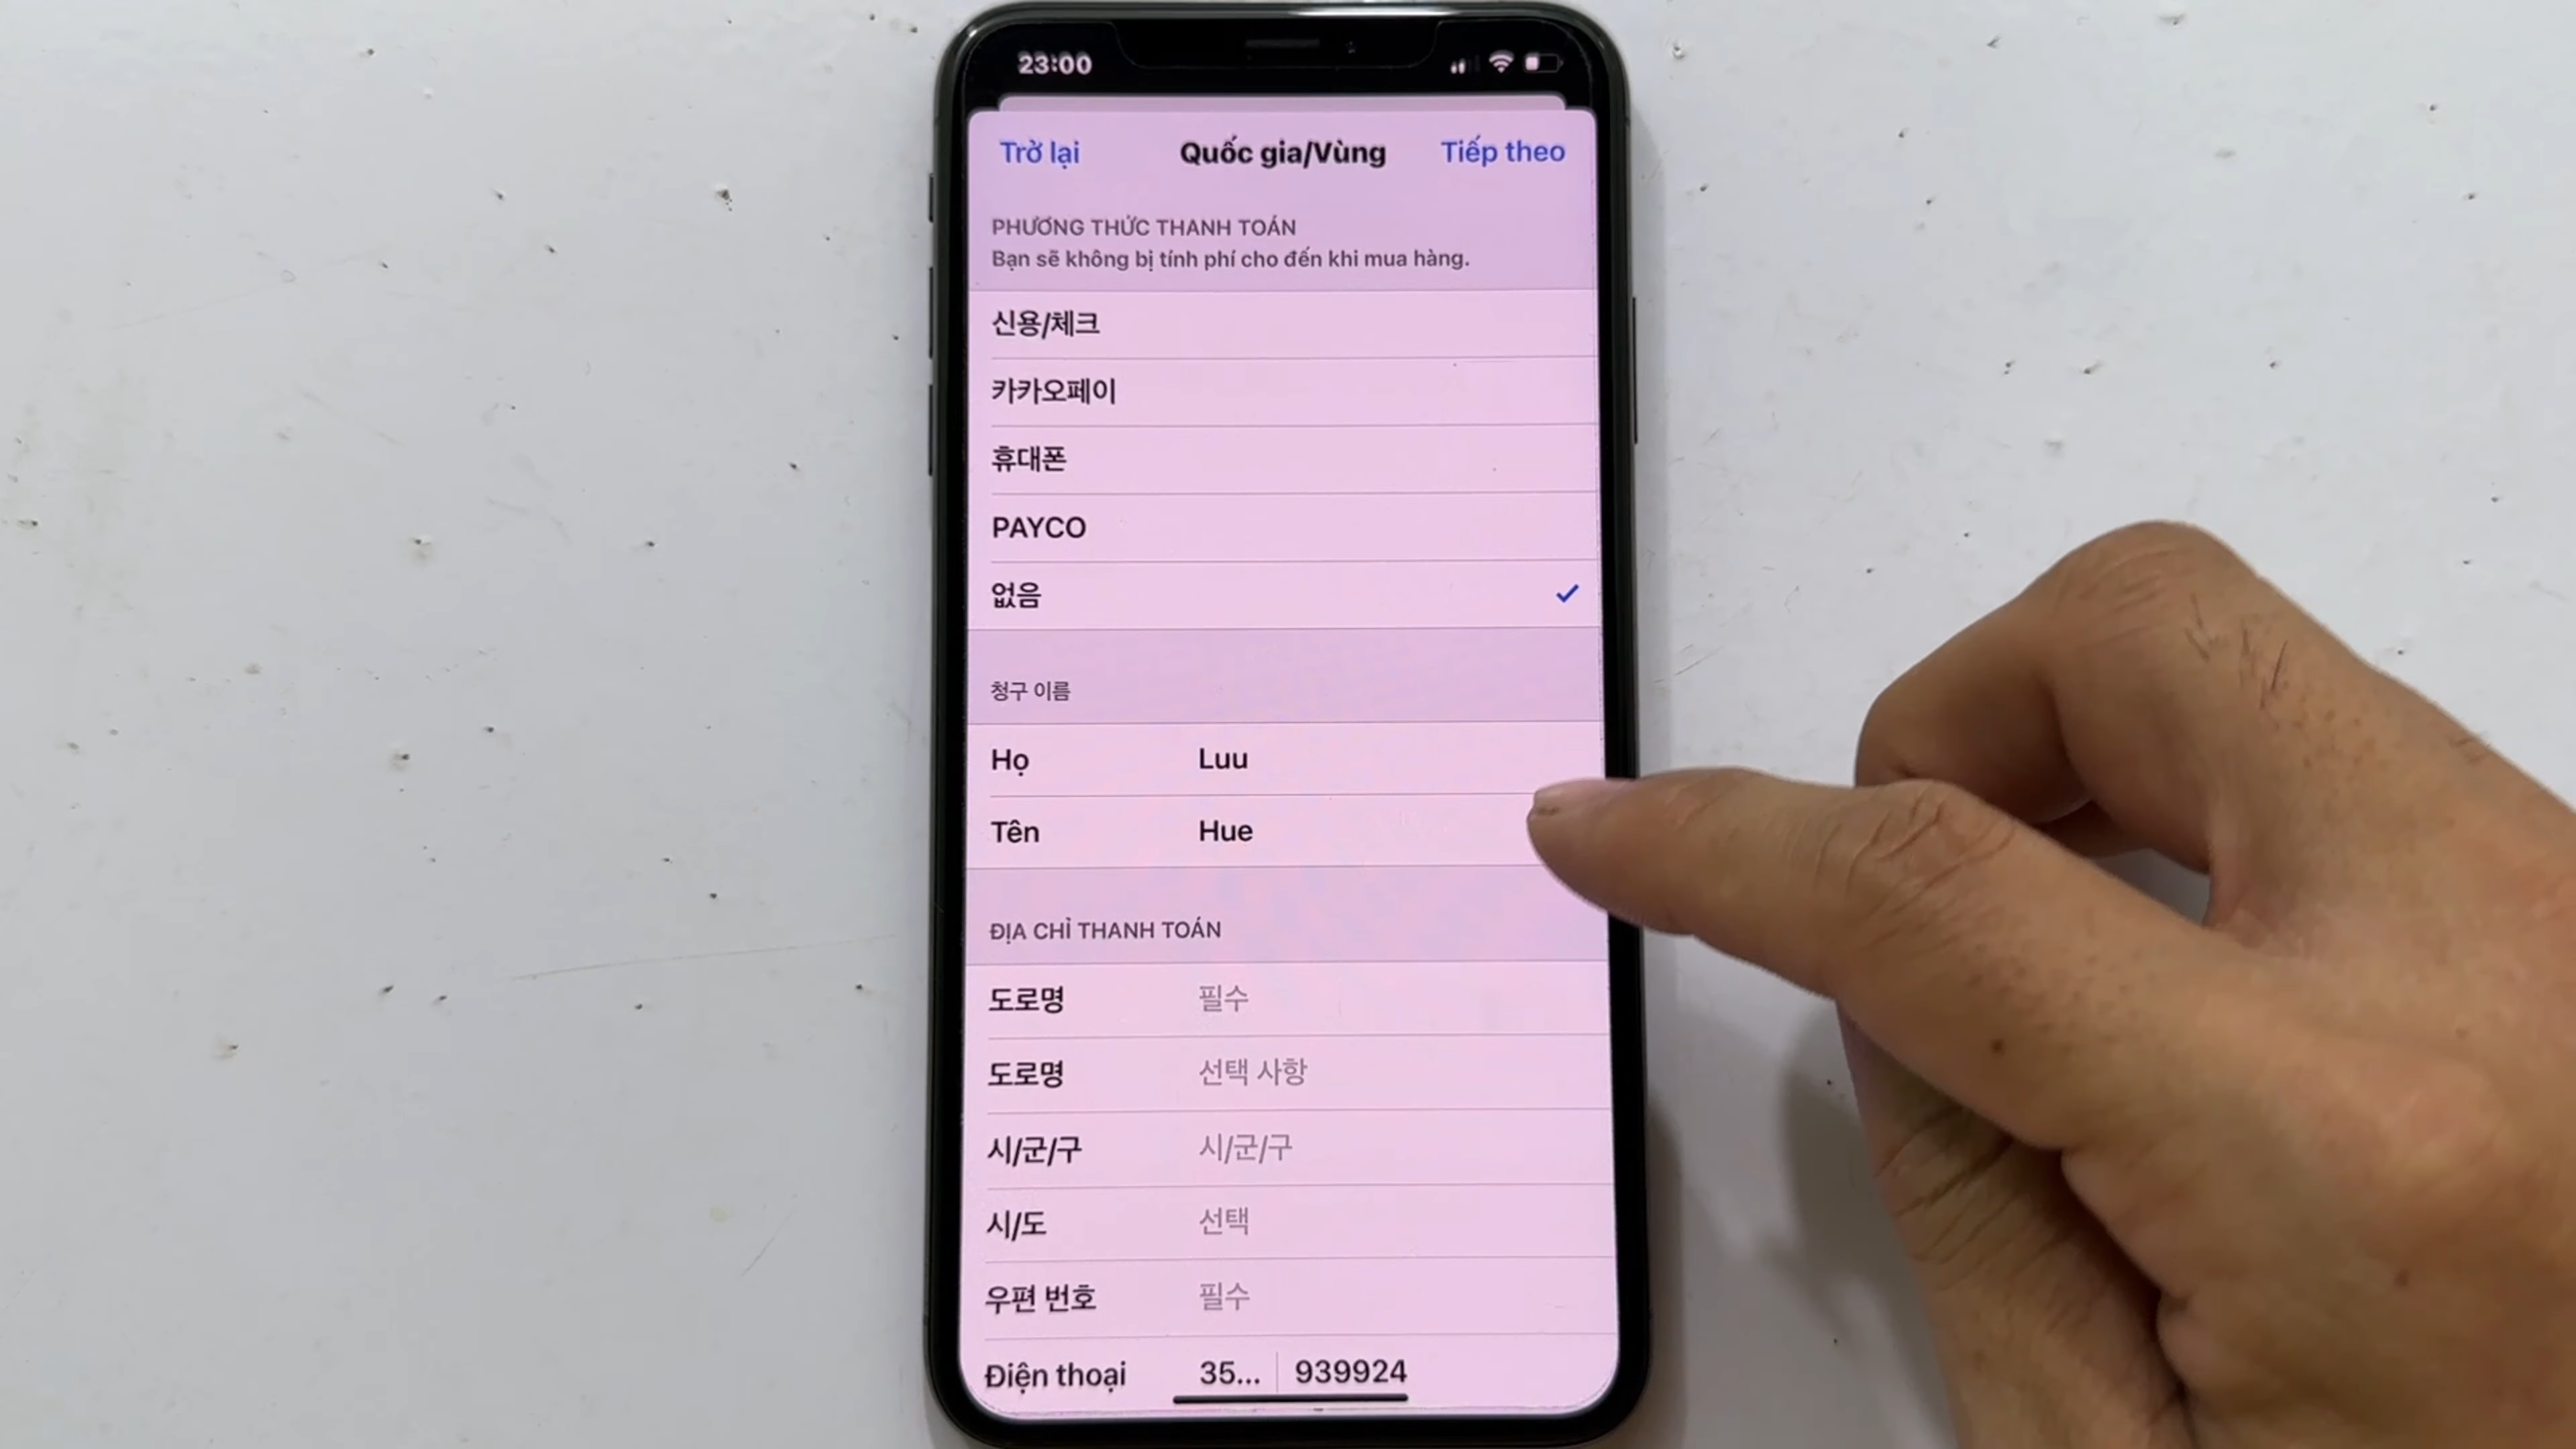 23:00
Trở lại Quốc gia/Vùng Tiếp theo
PHƯƠNG THỨC THANH TOÁN
Bạn sẽ không bị tính phí cho đến khi mua hàng.
신용/체크
카카오페이
휴대폰
PAYCO
없음
청구 이름
Họ Luu
Tên Hue
ĐỊA CHỈ THANH TOÁN
도로명 필수
도로명 선택 사항
시/군/구 시/군/구
시/도 선택
우편 번호 필수
Điện thoại 35... 939924